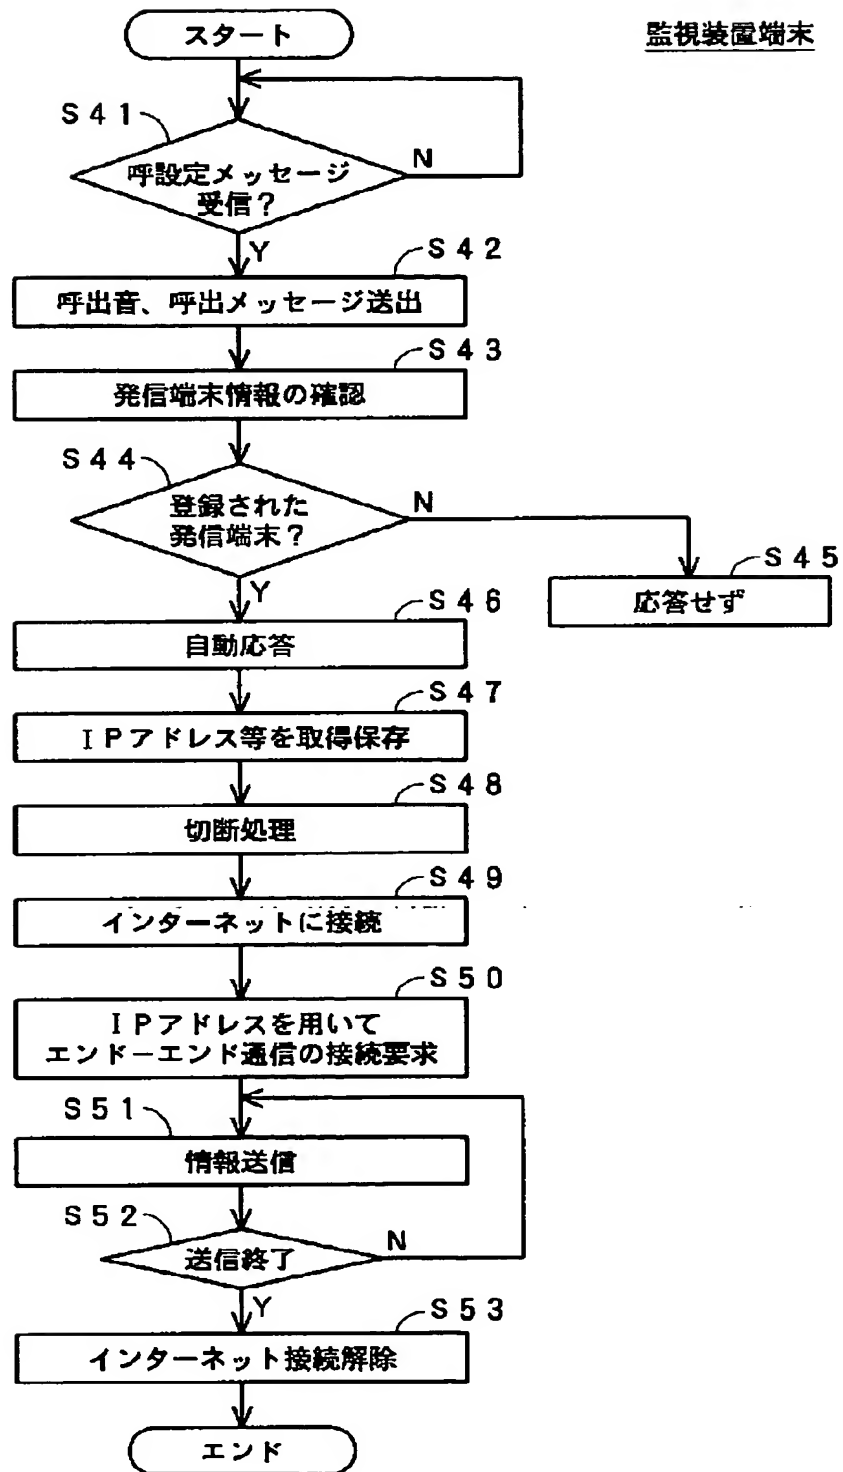 スタート
監視装置端末
S41
呼設定メッセージ
受信?
N
Y
S42
呼出音、呼出メッセージ送出
S43
発信端末情報の確認
S44
登録された
発信端末?
N
Y
S45
応答せず
S46
自動応答
S47
IPアドレス等を取得保存
S48
切断処理
S49
インターネットに接続
S50
IPアドレスを用いて
エンド−エンド通信の接続要求
S51
情報送信
S52
送信終了
N
Y
S53
インターネット接続解除
エンド